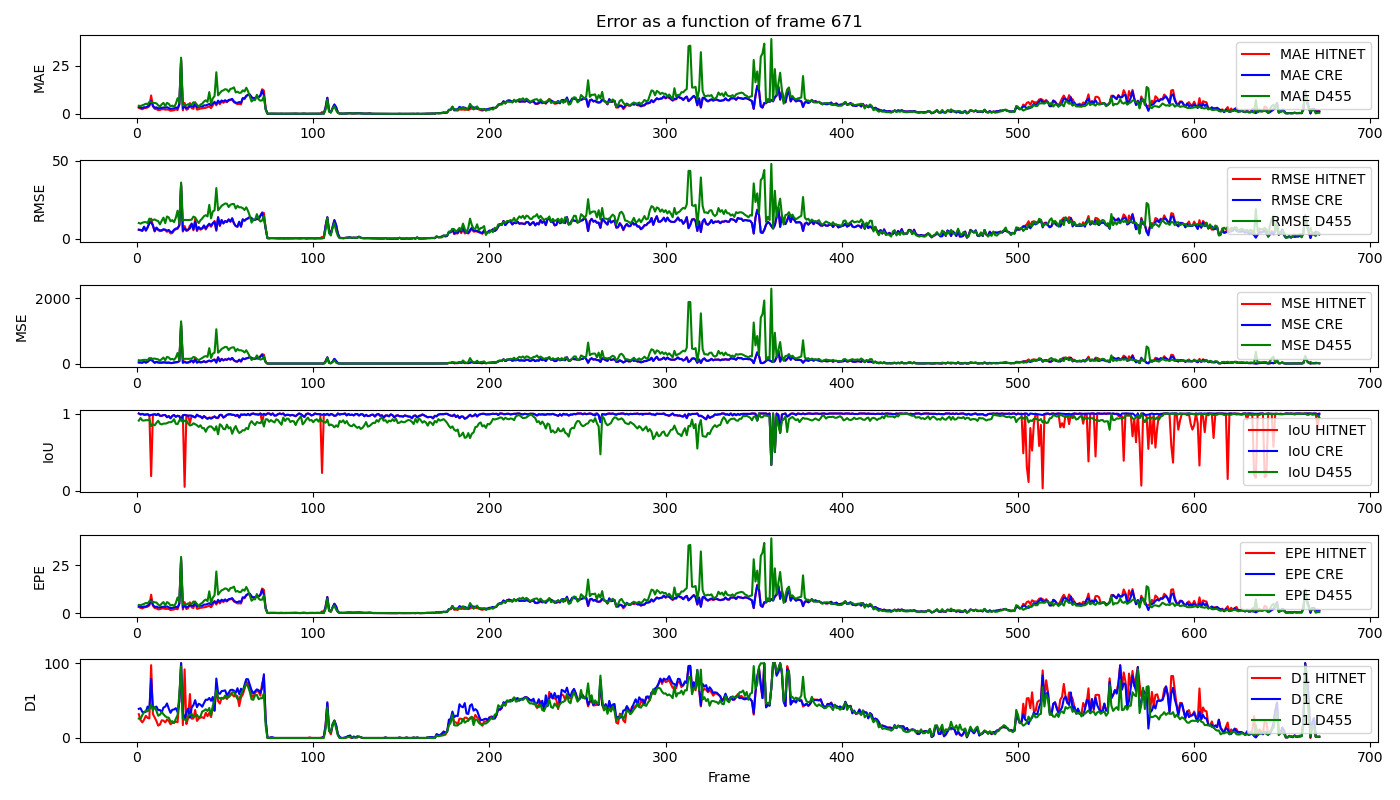 Error as a function of frame 671
MAE
25
0
MAE HITNET
MAE CRE
MAE D455
0 100 200 300 400 500 600 700
RMSE
50
0
RMSE HITNET
RMSE CRE
RMSE D455
0 100 200 300 400 500 600 700
MSE
2000
0
MSE HITNET
MSE CRE
MSE D455
0 100 200 300 400 500 600 700
IoU
1
0
IoU HITNET
IoU CRE
IoU D455
0 100 200 300 400 500 600 700
EPE
25
0
EPE HITNET
EPE CRE
EPE D455
0 100 200 300 400 500 600 700
D1
100
0
D1 HITNET
D1 CRE
D1 D455
0 100 200 300 400 500 600 700
Frame